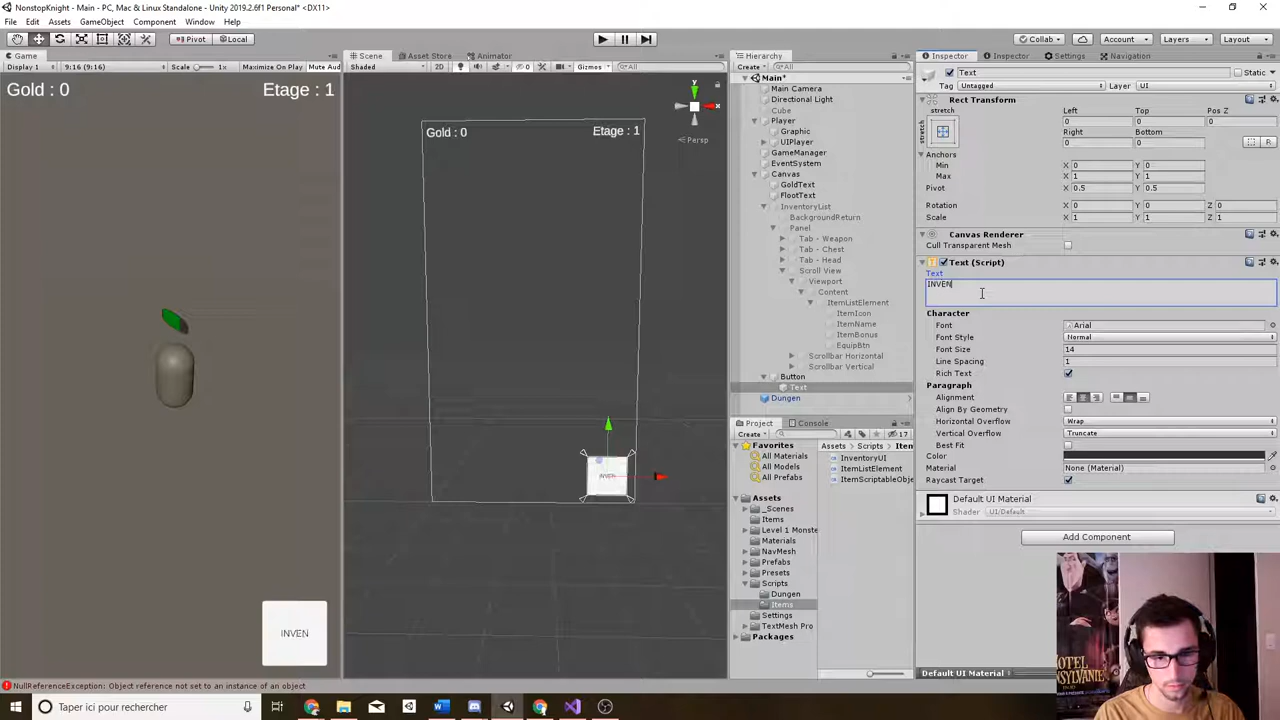 NonstopKnight - Main - PC, Mac & Linux Standalone - Unity 2019.2.6f1 Personal* <DX11>
File Edit Assets GameObject Component Window Help
Pivot Local Collab Account Layers Layout
Game
Display 1 9:16 (9:16) Scale 1x Maximize On Play Mute Aud
Gold : 0 Etage : 1
INVEN
Scene Asset Store Animator
Shaded 2D 0 Gizmos All
y
Persp
Gold : 0 Etage : 1
INVEN
Hierarchy
Create All
Main*
Main Camera
Directional Light
Cube
Player
Graphic
UIPlayer
GameManager
EventSystem
Canvas
GoldText
FlootText
InventoryList
BackgroundReturn
Panel
Tab - Weapon
Tab - Chest
Tab - Head
Scroll View
Viewport
Content
ItemListElement
ItemIcon
ItemName
ItemBonus
EquipBtn
Scrollbar Horizontal
Scrollbar Vertical
Button
Text
Dungen
Project Console
Create 17
Favorites
All Materials
All Models
All Prefabs
Assets
_Scenes
Items
Level 1 Monste
Materials
NavMesh
Prefabs
Presets
Scripts
Dungen
Items
Settings
TextMesh Pro
Packages
Assets Scripts Iten
InventoryUI
ItemListElement
ItemScriptableObje
Inspector Inspector Settings Navigation
Text Static
Tag Untagged Layer UI
Rect Transform
stretch Left Top Pos Z
stretch 0 0 0
Right Bottom
0 0 R
Anchors
Min X 0 Y 0
Max X 1 Y 1
Pivot X 0.5 Y 0.5
Rotation X 0 Y 0 Z 0
Scale X 1 Y 1 Z 1
Canvas Renderer
Cull Transparent Mesh
Text (Script)
Text
INVEN
Character
Font Arial
Font Style Normal
Font Size 14
Line Spacing 1
Rich Text
Paragraph
Alignment
Align By Geometry
Horizontal Overflow Wrap
Vertical Overflow Truncate
Best Fit
Color
Material None (Material)
Raycast Target
Default UI Material
Shader UI/Default
Add Component
Default UI Material
HOTEL
NullReferenceException: Object reference not set to an instance of an object
Taper ici pour rechercher